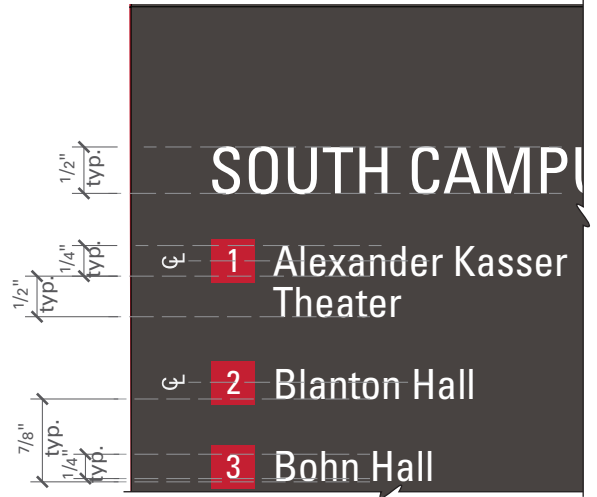 SOUTH CAMPU
1/2" typ.
1/4" typ.
1/2" typ.
℄ 1 Alexander Kasser
Theater
℄ 2 Blanton Hall
7/8" typ.
1/4" typ.
3 Bohn Hall